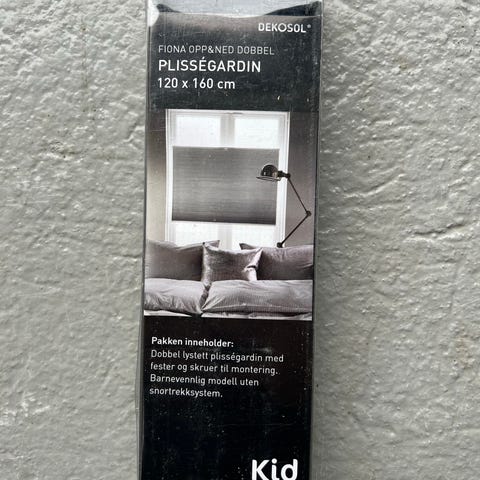 DEKOSOL®
FIONA OPP&NED DOBBEL
PLISSÉGARDIN
120 x 160 cm
Pakken inneholder:
Dobbel lystett plisségardin med
fester og skruer til montering.
Barnevennlig modell uten
snortrekksystem.
Kid